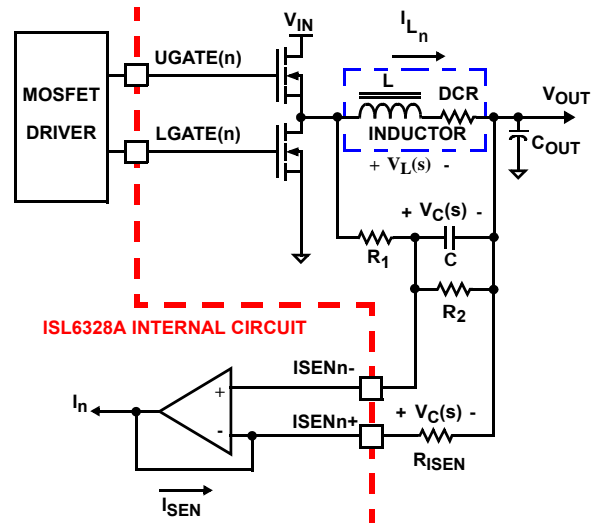 V_IN
I_Ln
UGATE(n)
L
DCR
MOSFET
DRIVER
V_OUT
LGATE(n)
INDUCTOR
C_OUT
+ V_L(s) -
+ V_C(s) -
R_1
C
R_2
ISL6328A INTERNAL CIRCUIT
ISENn-
+
I_n
ISENn+
+ V_C(s) -
-
R_ISEN
I_SEN